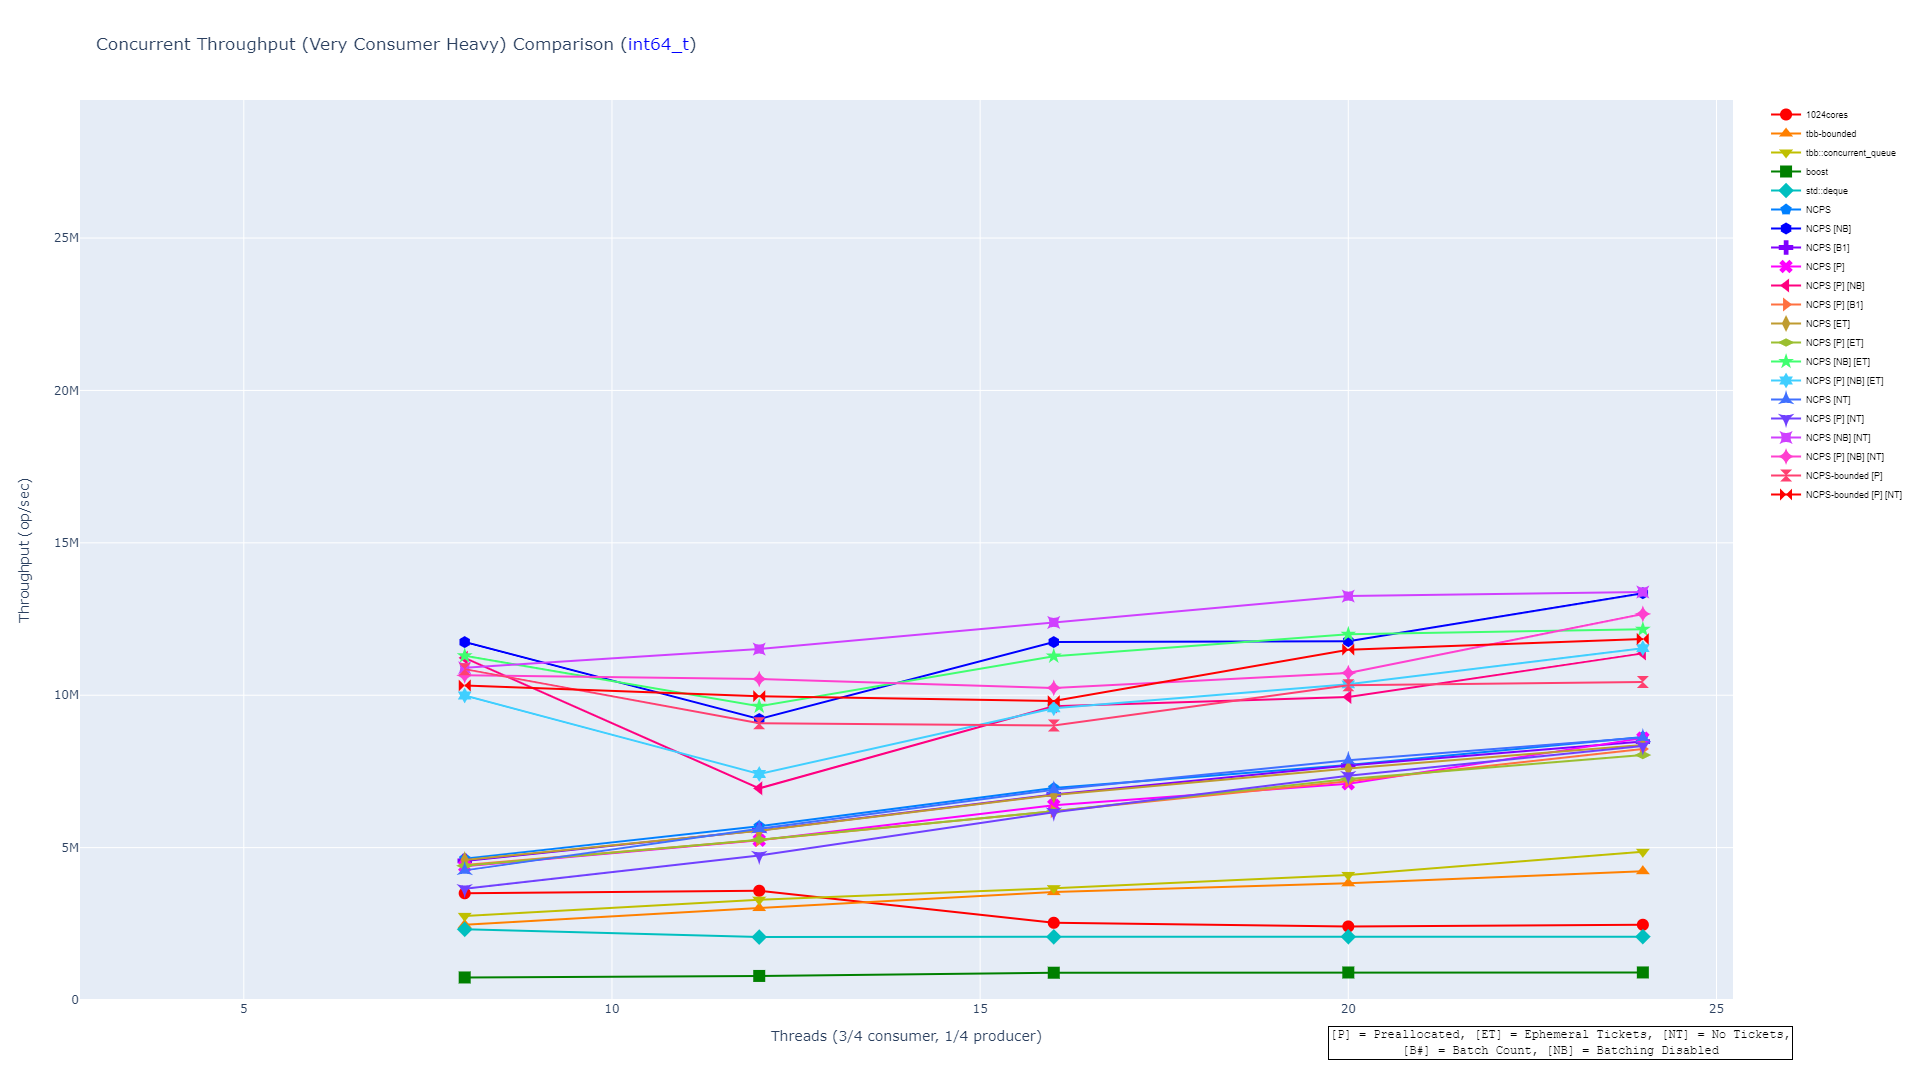 Concurrent Throughput (Very Consumer Heavy) Comparison (int64_t)
Throughput (op/sec)
25M
20M
15M
10M
5M
0
5
10
15
20
25
Threads (3/4 consumer, 1/4 producer)
1024cores
tbb-bounded
tbb::concurrent_queue
boost
std::deque
NCPS
NCPS [NB]
NCPS [B1]
NCPS [P]
NCPS [P] [NB]
NCPS [P] [B1]
NCPS [ET]
NCPS [P] [ET]
NCPS [NB] [ET]
NCPS [P] [NB] [ET]
NCPS [NT]
NCPS [P] [NT]
NCPS [NB] [NT]
NCPS [P] [NB] [NT]
NCPS-bounded [P]
NCPS-bounded [P] [NT]
[P] = Preallocated, [ET] = Ephemeral Tickets, [NT] = No Tickets,
[B#] = Batch Count, [NB] = Batching Disabled